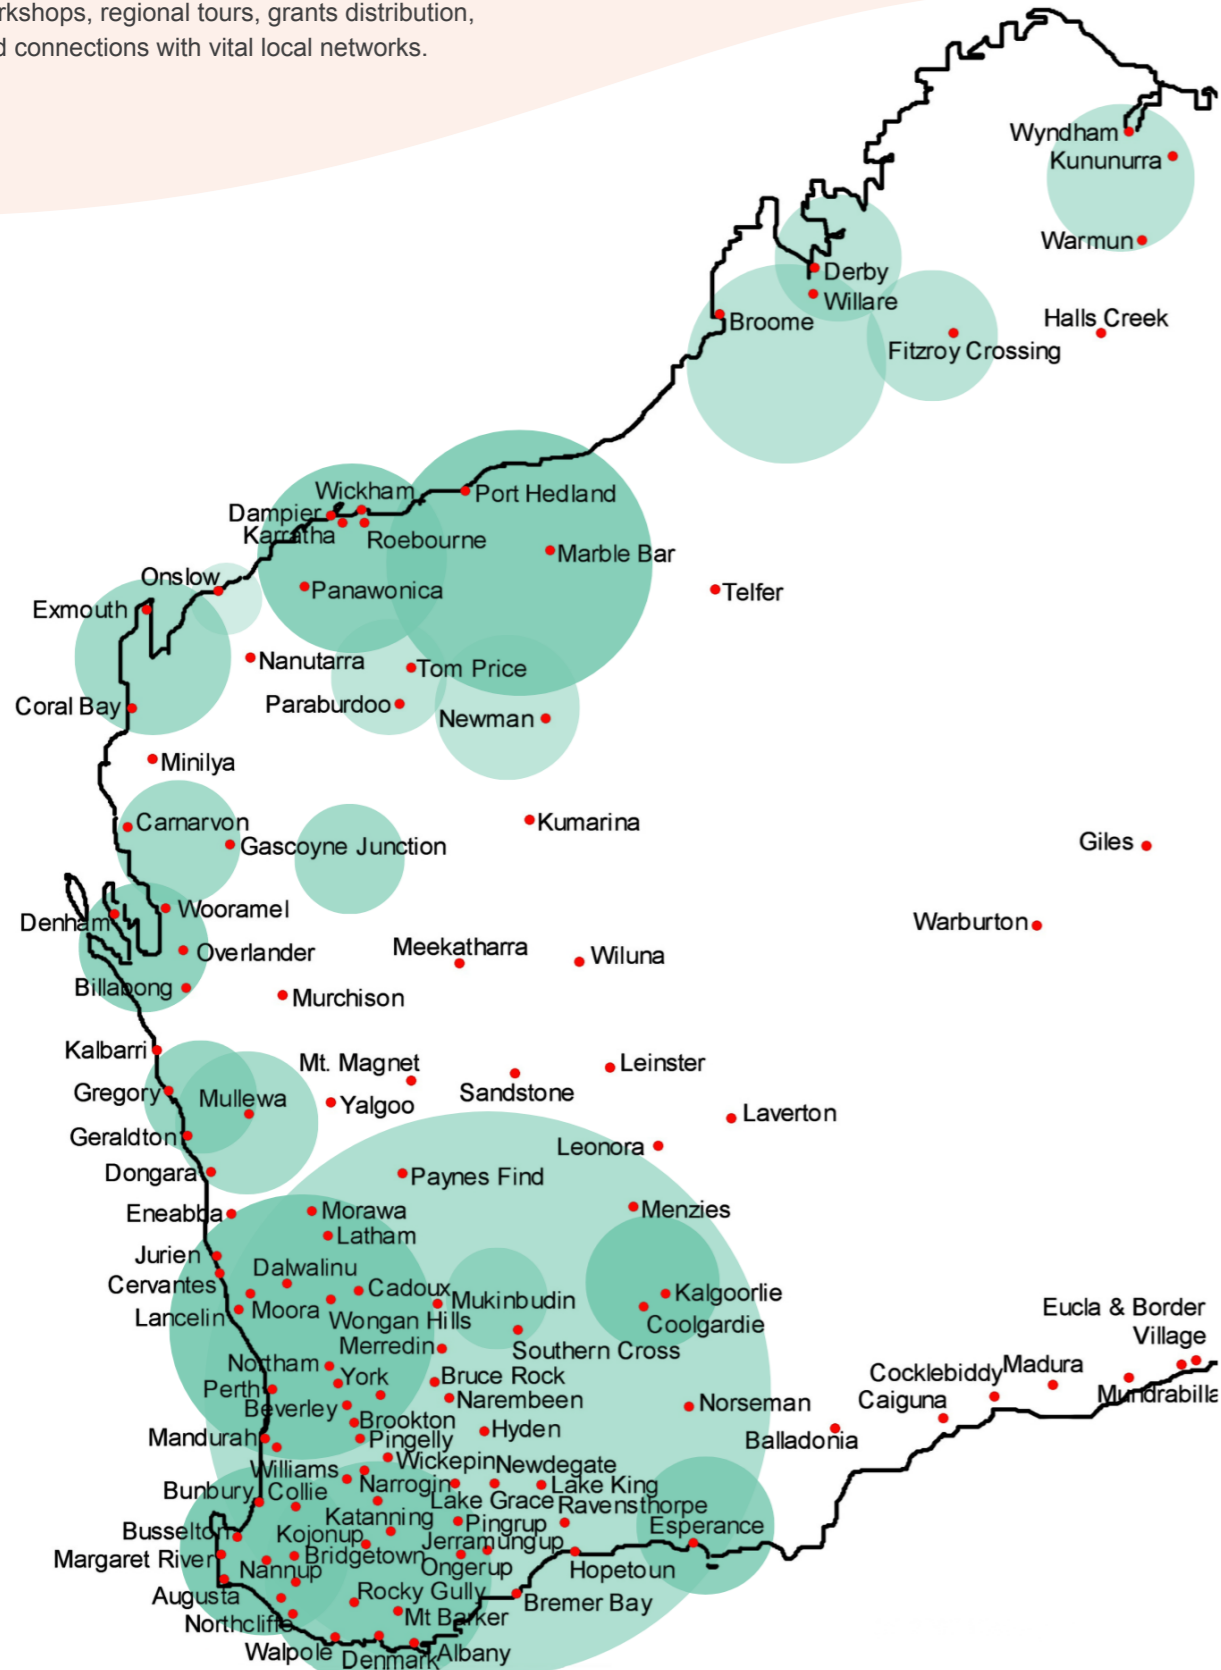 rkshops, regional tours, grants distribution,
d connections with vital local networks.
Wyndham
Kununurra
Warmun
Derby
Willare
Broome
Halls Creek
Fitzroy Crossing
Wickham
Port Hedland
Dampier
Karratha
Roebourne
Marble Bar
Onslow
Panawonica
Telfer
Exmouth
Nanutarra
Tom Price
Coral Bay
Paraburdoo
Newman
Minilya
Carnarvon
Kumarina
Gascoyne Junction
Giles
Denham
Wooramel
Warburton
Overlander
Meekatharra
Wiluna
Billabong
Murchison
Kalbarri
Mt. Magnet
Leinster
Gregory
Mullewa
Yalgoo
Sandstone
Laverton
Geraldton
Leonora
Dongara
Paynes Find
Eneabba
Morawa
Menzies
Latham
Jurien
Dalwalinu
Cervantes
Cadoux
Mukinbudin
Kalgoorlie
Lancelin
Moora
Wongan Hills
Coolgardie
Eucla & Border
Village
Merredin
Southern Cross
Northam
York
Bruce Rock
Cocklebiddy
Madura
Perth
Narembeen
Norseman
Caiguna
Mundrabilla
Beverley
Brookton
Hyden
Balladonia
Mandurah
Pingelly
Williams
Wickepin
Newdegate
Bunbury
Collie
Narrogin
Lake King
Lake Grace
Ravensthorpe
Katanning
Pingrup
Esperance
Busselton
Kojonup
Jerramungup
Margaret River
Nannup
Bridgetown
Ongerup
Hopetoun
Augusta
Rocky Gully
Bremer Bay
Northcliffe
Mt Barker
Walpole
Denmark
Albany